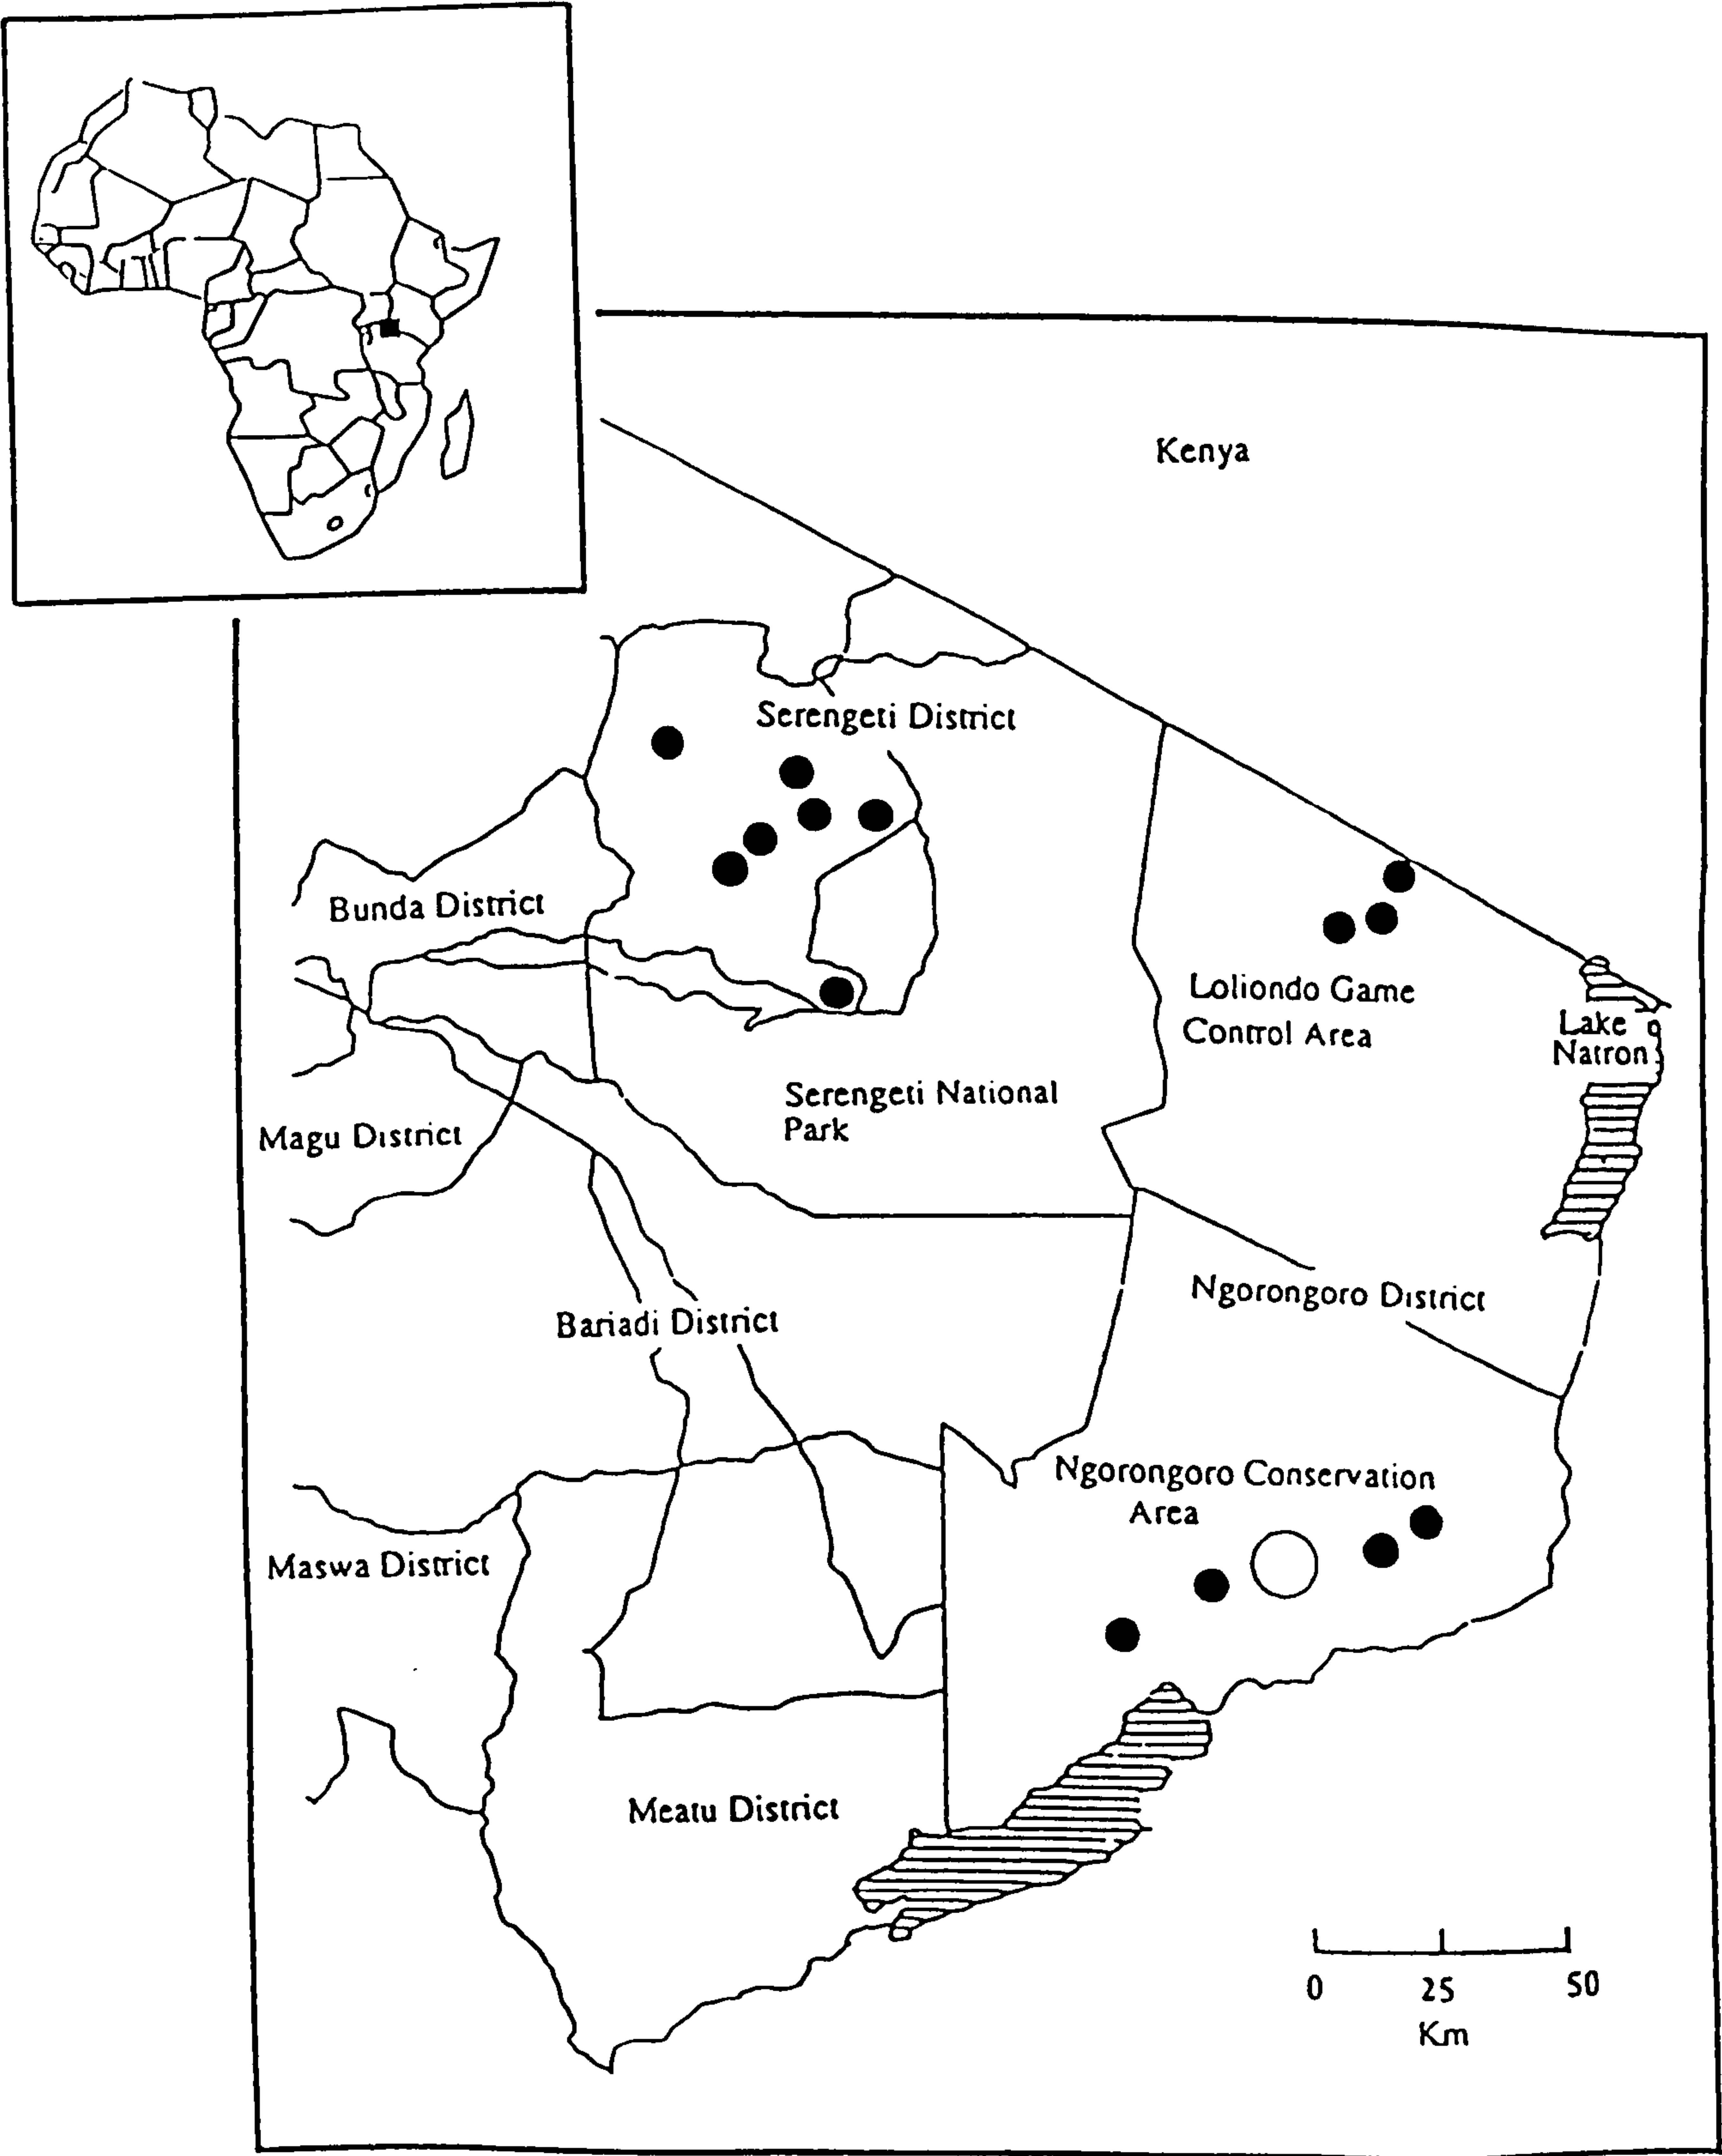 Kenya
Serengeti District
Bunda District
Loliondo Game
Control Area
Lake
Natron
Serengeti National
Park
Magu District
Ngorongoro District
Bariadi District
Ngorongoro Conservation
Area
Maswa District
Meatu District
0 25 50
Km